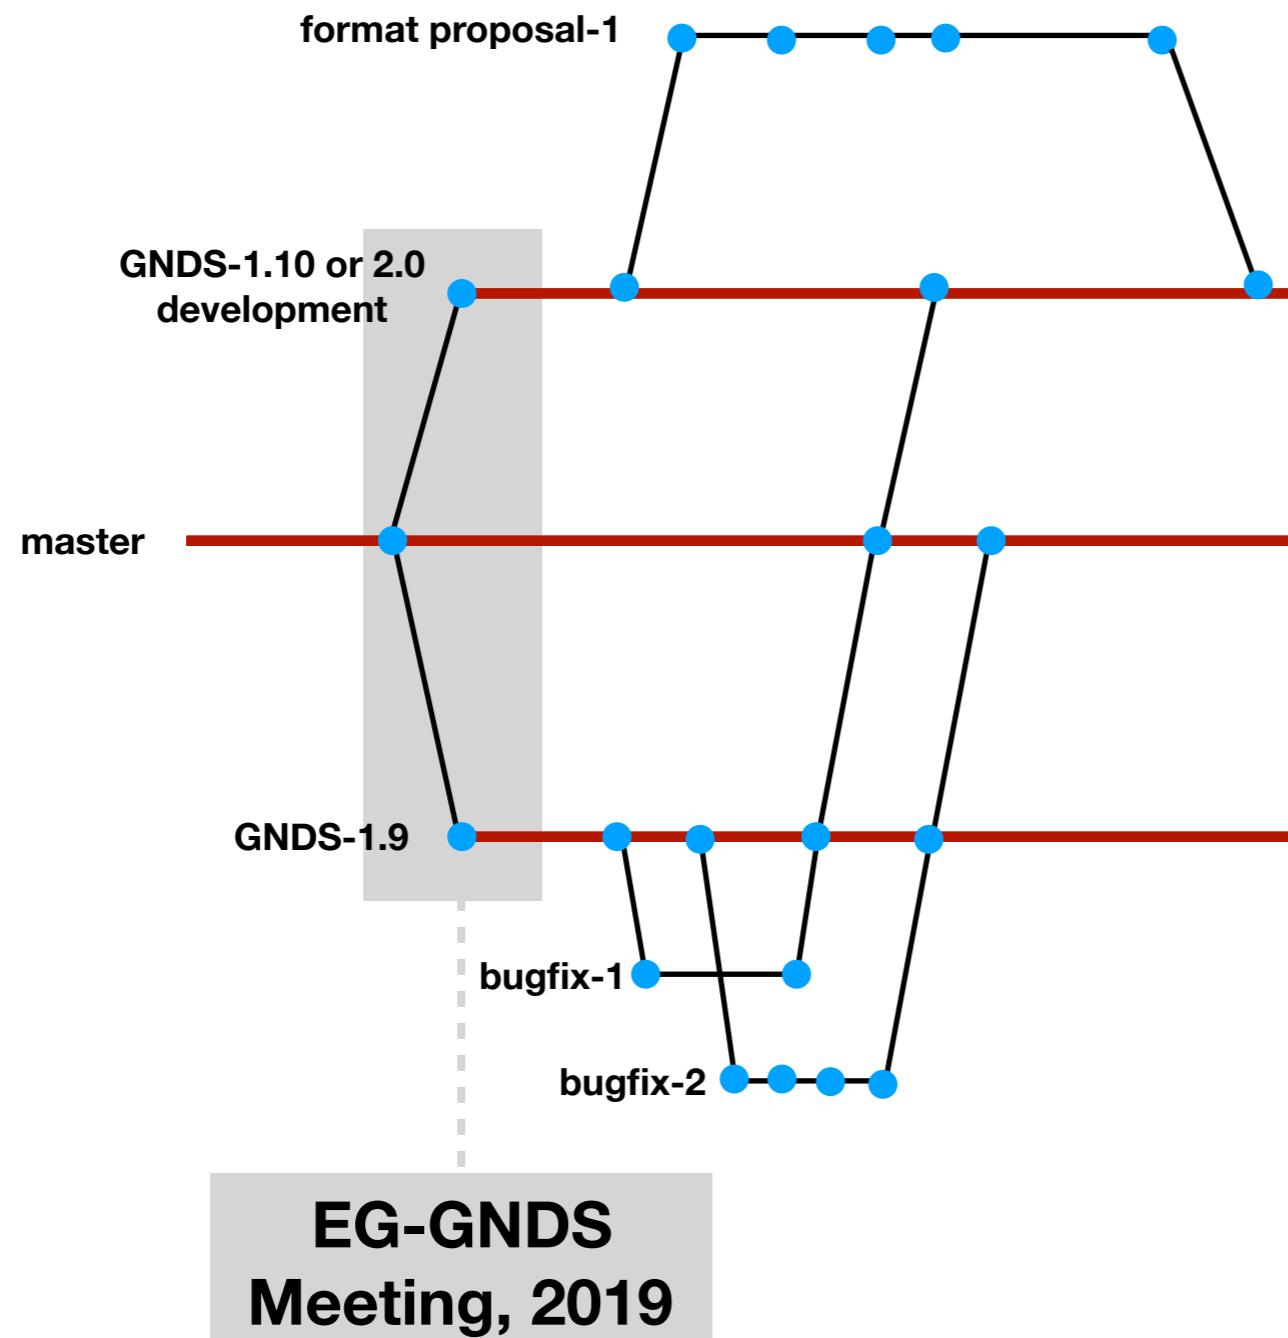 format proposal-1
GNDS-1.10 or 2.0
development
master
GNDS-1.9
bugfix-1
bugfix-2
EG-GNDS
Meeting, 2019